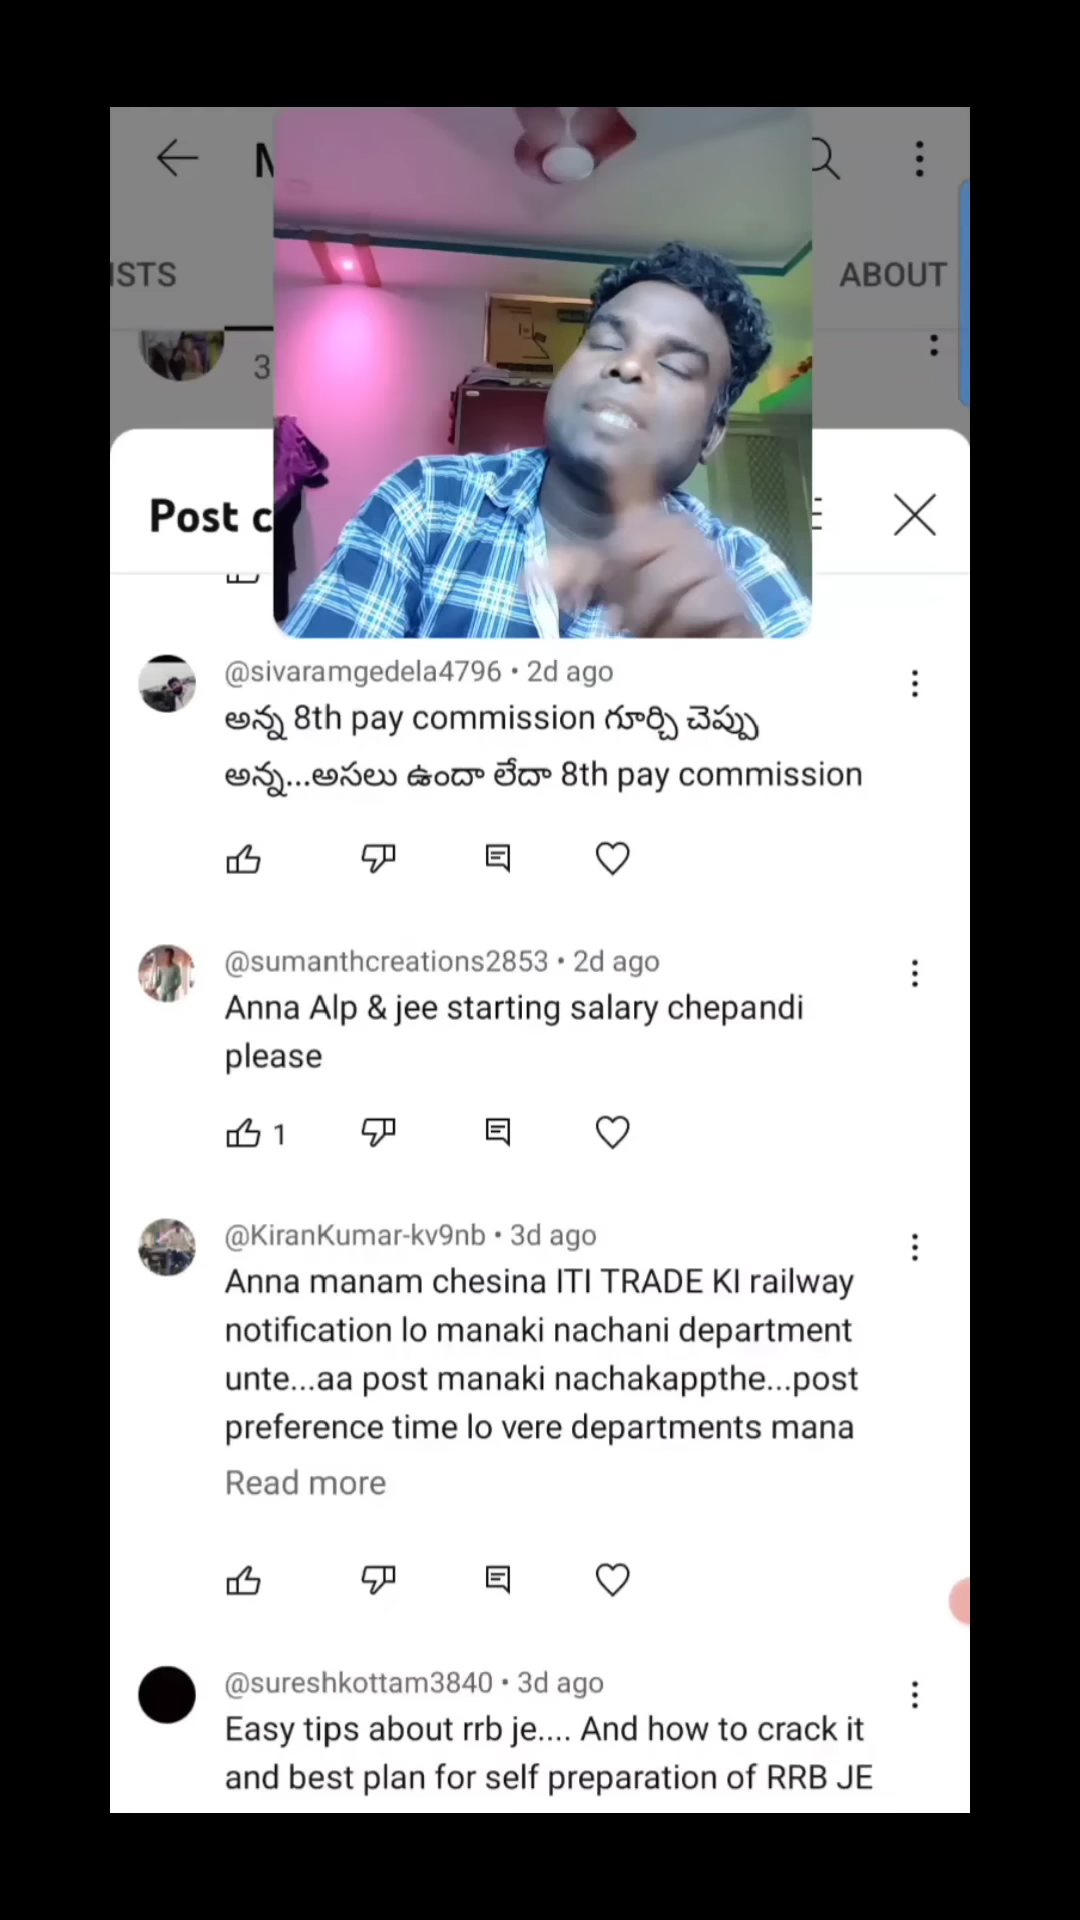 ISTS
ABOUT
3
Post c
@sivaramgedela4796 • 2d ago
అన్న 8th pay commission గూర్చి చెప్పు
అన్న...అసలు ఉందా లేదా 8th pay commission
@sumanthcreations2853 • 2d ago
Anna Alp & jee starting salary chepandi
please
1
@KiranKumar-kv9nb • 3d ago
Anna manam chesina ITI TRADE KI railway
notification lo manaki nachani department
unte...aa post manaki nachakappthe...post
preference time lo vere departments mana
Read more
@sureshkottam3840 • 3d ago
Easy tips about rrb je.... And how to crack it
and best plan for self preparation of RRB JE